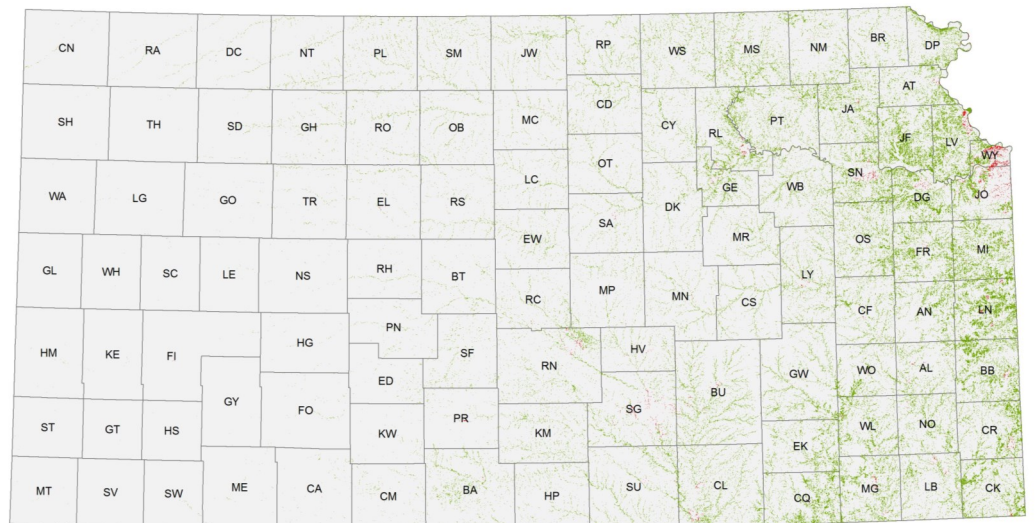 CN RA DC NT PL SM JW RP WS MS NM BR DP
SH TH SD GH RO OB MC CD CY RL PT JA AT
JF LV WY
WA LG GO TR EL RS LC OT GE WB SN DG JO
DK
EW SA MR OS FR MI
GL WH SC LE NS RH BT RC MP MN CS LY CF AN LN
PN
HM KE FI HG SF RN HV GW WO AL BB
ED
GY FO PR SG BU
ST GT HS KW KM EK WL NO CR
MT SV SW ME CA CM BA HP SU CL CQ MG LB CK